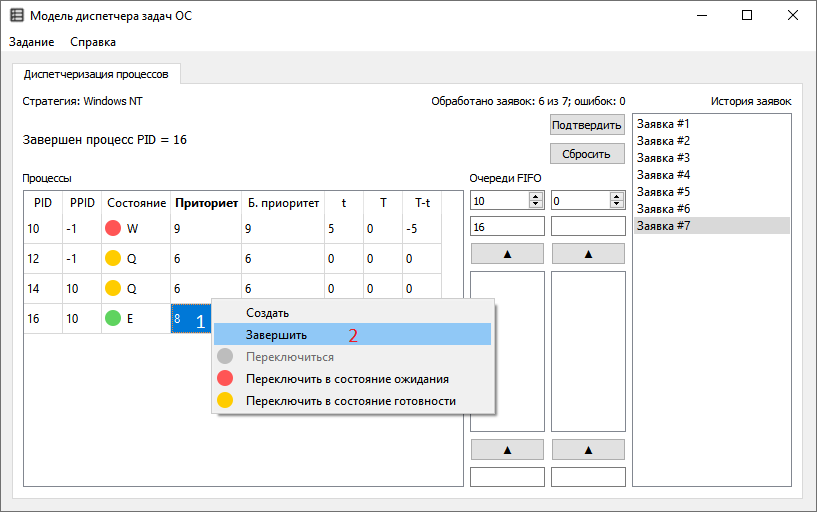 Модель диспетчера задач ОС
Задание Справка
Диспетчеризация процессов
Стратегия: Windows NT Обработано заявок: 6 из 7; ошибок: 0 История заявок
Завершен процесс PID = 16
Подтвердить
Сбросить
Процессы
PID PPID Состояние Приториет Б. приоритет t T T-t
10 -1 W 9 9 5 0 -5
12 -1 Q 6 6 0 0 0
14 10 Q 6 6 0 0 0
16 10 E 8 1
Создать
Завершить 2
Переключиться
Переключить в состояние ожидания
Переключить в состояние готовности
Очереди FIFO
10 0
16
▲ ▲
▲ ▲
Заявка #1
Заявка #2
Заявка #3
Заявка #4
Заявка #5
Заявка #6
Заявка #7